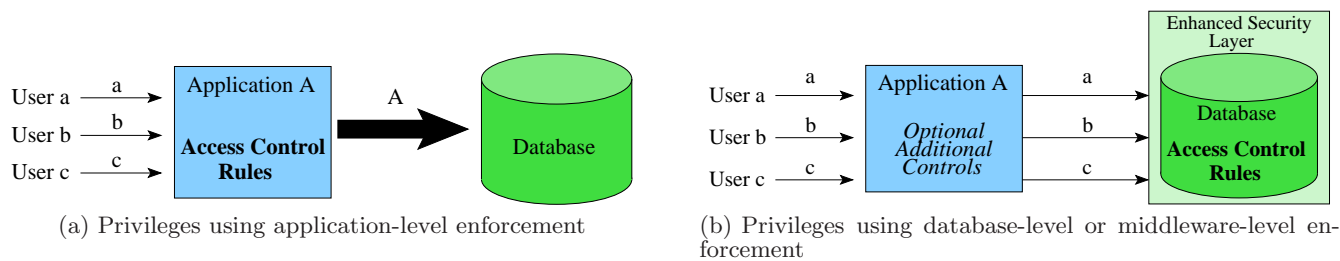 User a
a
User b
b
User c
c
Application A
Access Control
Rules
A
Database
(a) Privileges using application-level enforcement
User a
a
User b
b
User c
c
Application A
Optional
Additional
Controls
a
b
c
Enhanced Security
Layer
Database
Access Control
Rules
(b) Privileges using database-level or middleware-level en-
forcement